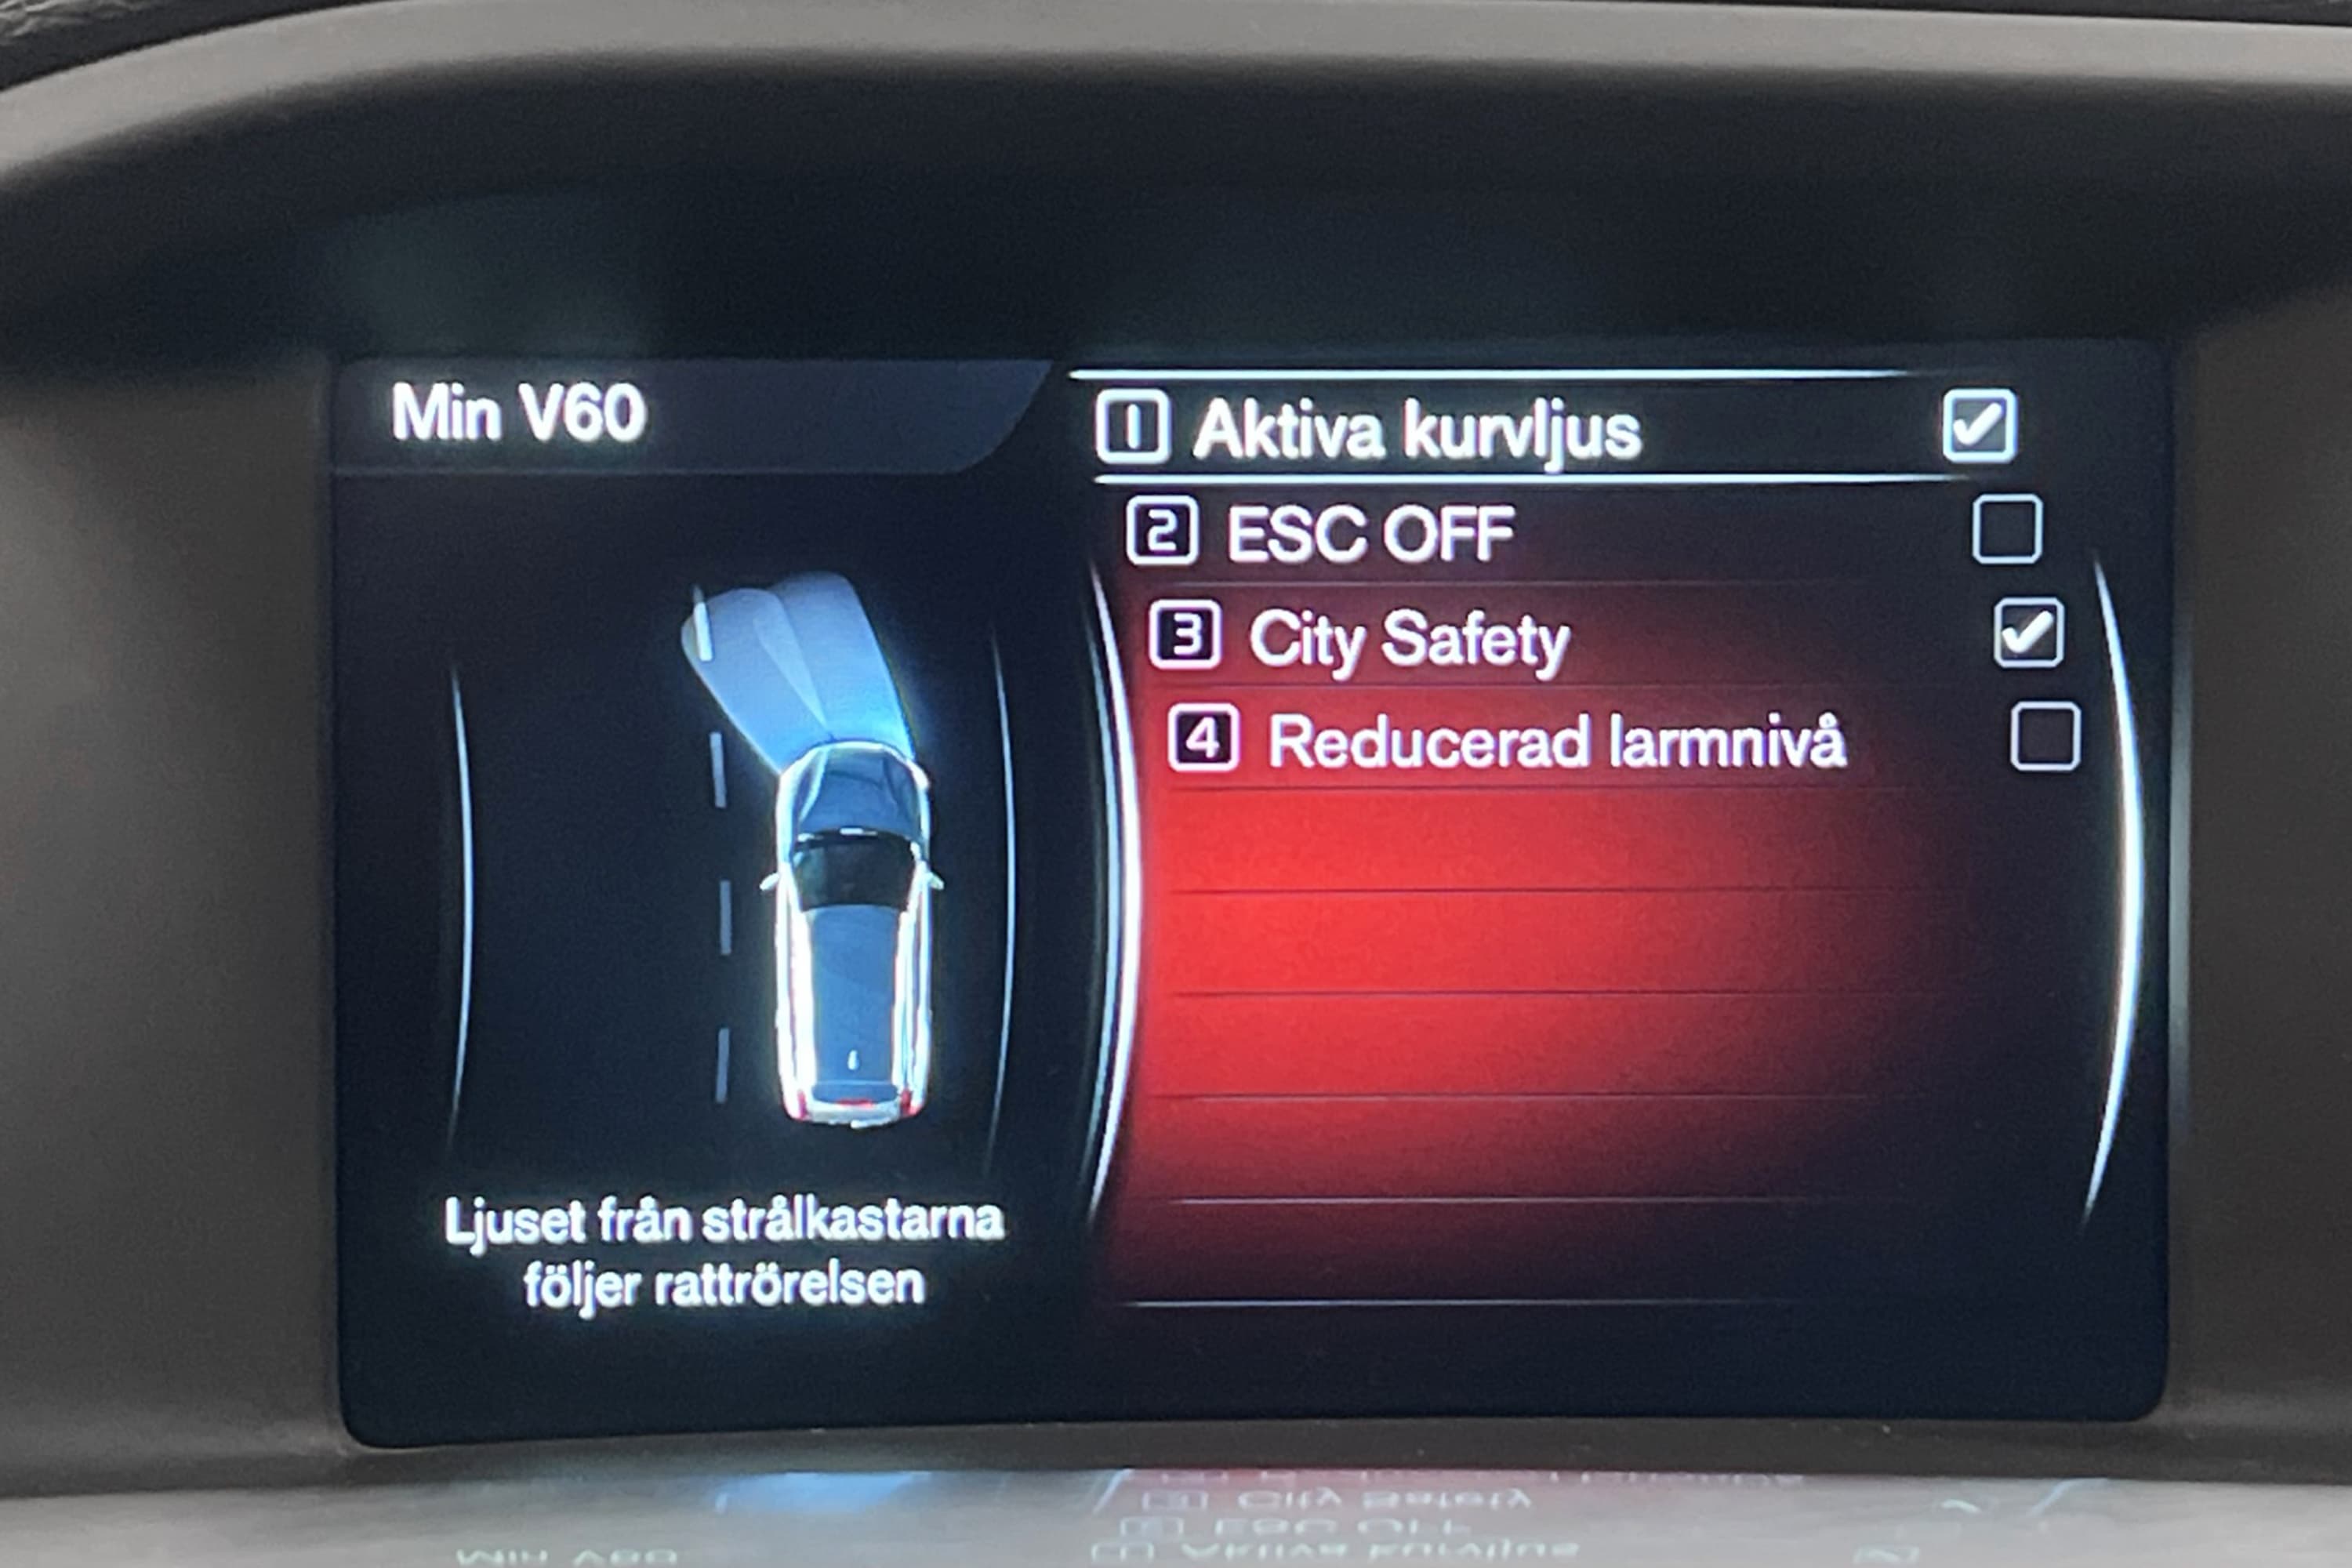 Min V60
1 Aktiva kurvljus
2 ESC OFF
3 City Safety
4 Reducerad larmnivå
Ljuset från strålkastarna
följer rattrörelsen